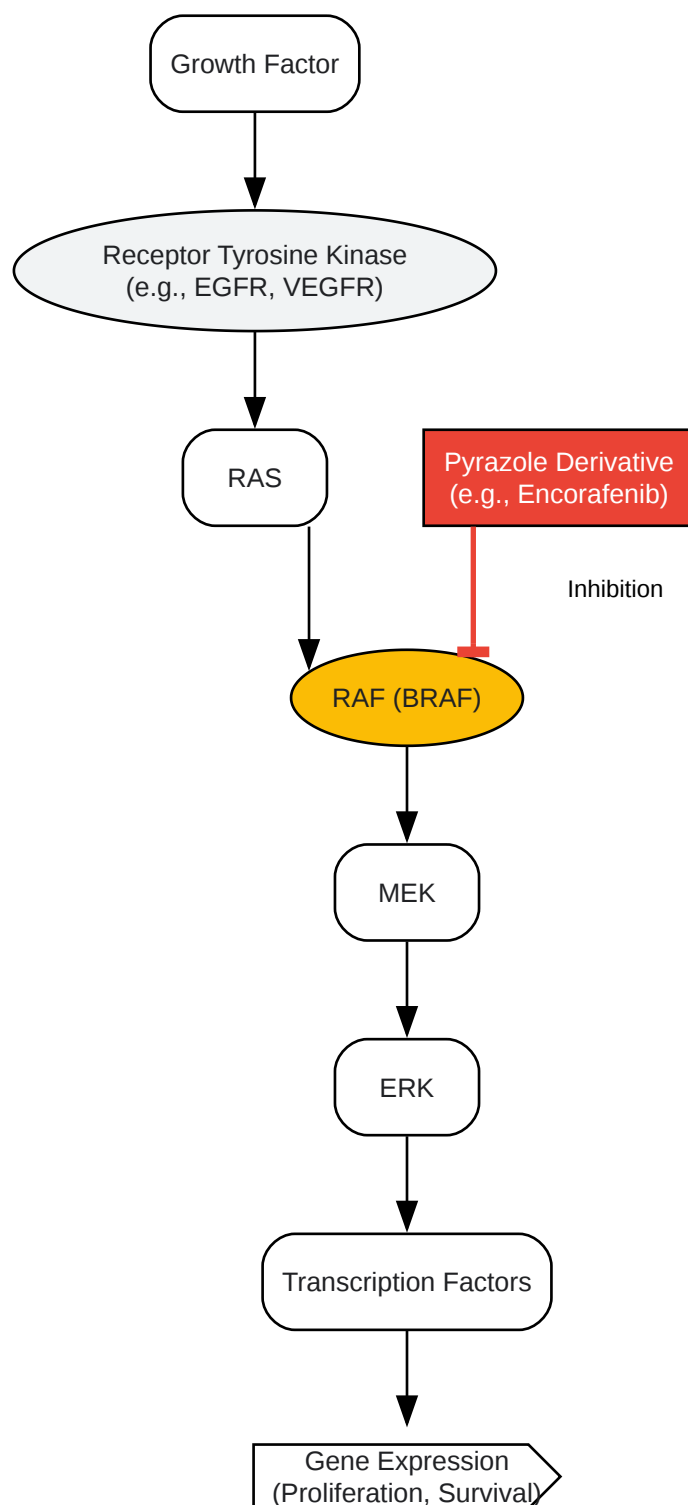 Growth Factor
Receptor Tyrosine Kinase
(e.g., EGFR, VEGFR)
RAS
Pyrazole Derivative
(e.g., Encorafenib)
Inhibition
RAF (BRAF)
MEK
ERK
Transcription Factors
Gene Expression
(Proliferation, Survival)